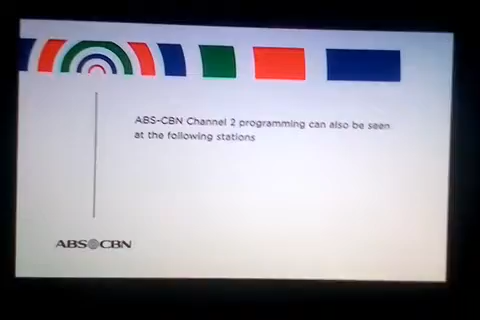 ABS-CBN Channel 2 programming can also be seen
at the following stations
ABS CBN